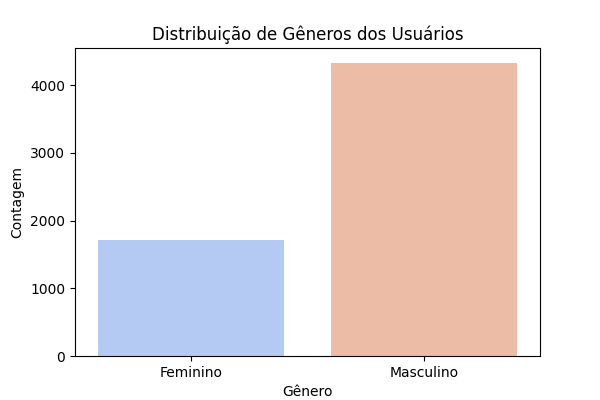 Distribuição de Gêneros dos Usuários
Contagem
4000
3000
2000
1000
0
Feminino
Masculino
Gênero